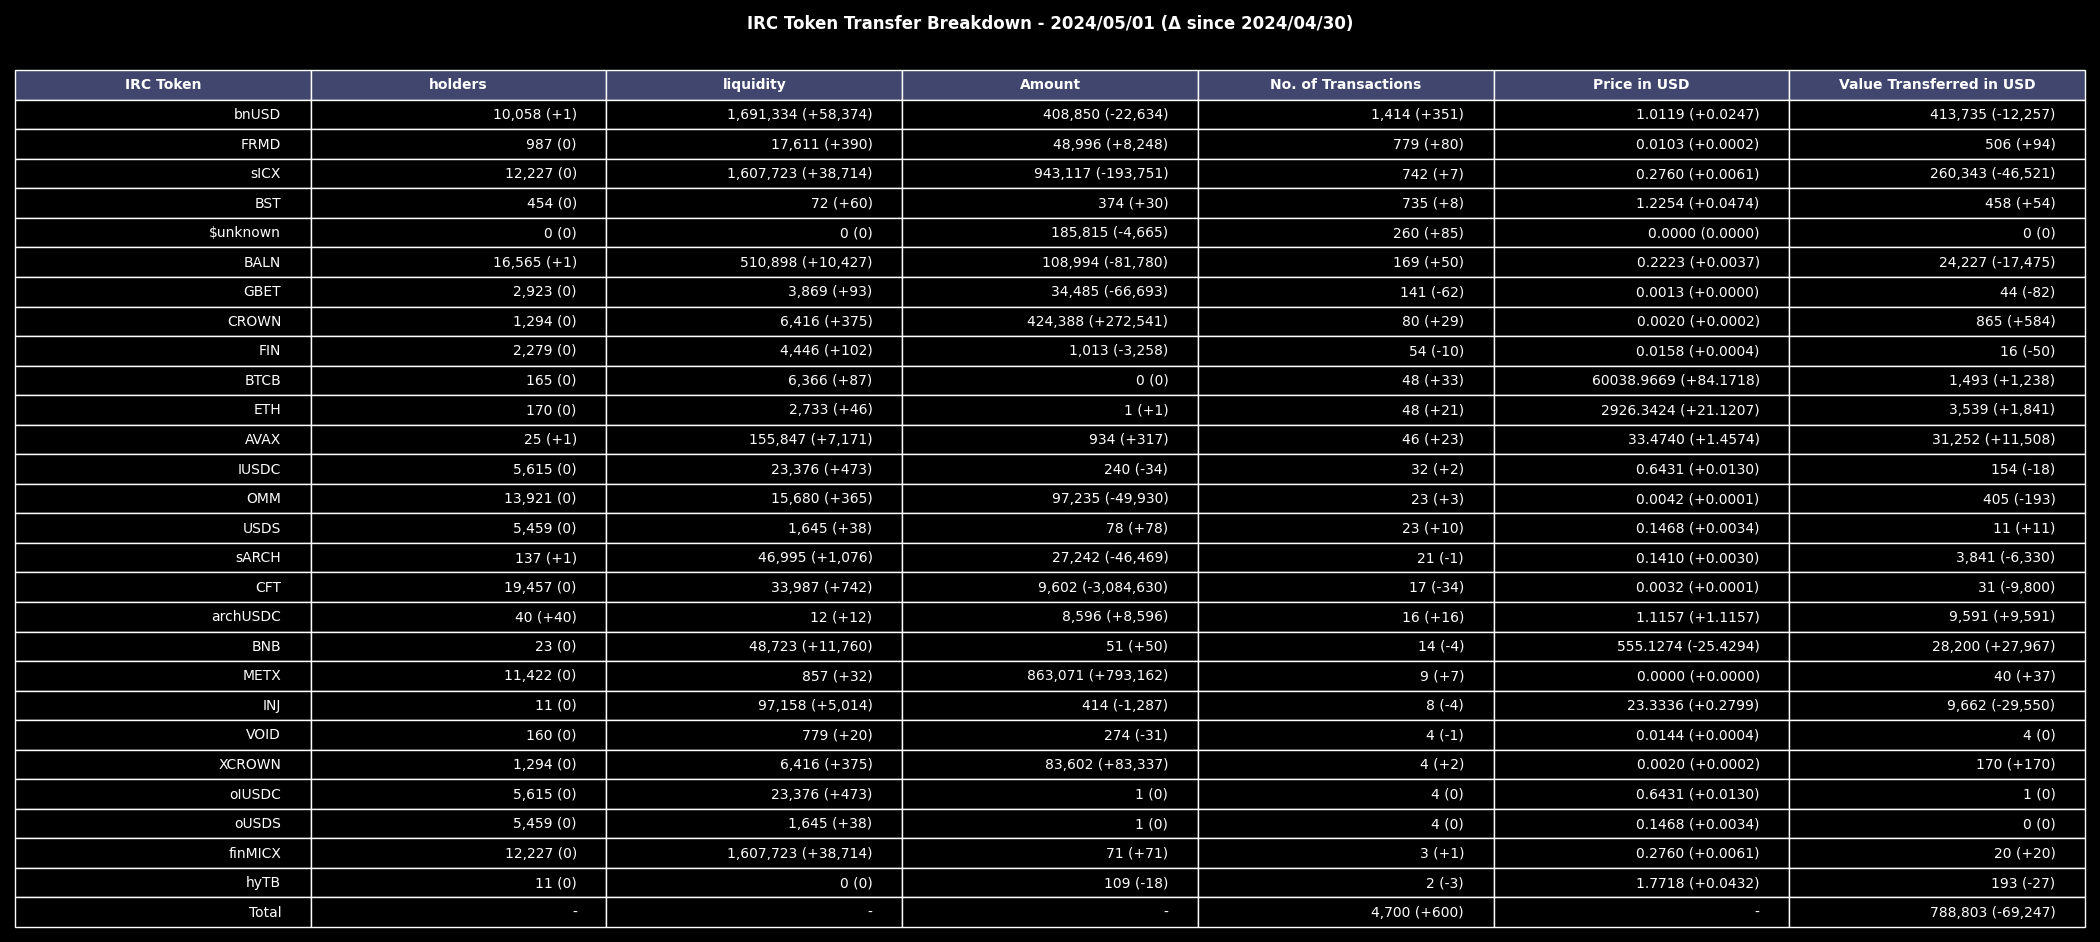 IRC Token Transfer Breakdown - 2024/05/01 (Δ since 2024/04/30)
IRC Token holders liquidity Amount No. of Transactions Price in USD Value Transferred in USD
bnUSD 10,058 (+1) 1,691,334 (+58,374) 408,850 (-22,634) 1,414 (+351) 1.0119 (+0.0247) 413,735 (-12,257)
FRMD 987 (0) 17,611 (+390) 48,996 (+8,248) 779 (+80) 0.0103 (+0.0002) 506 (+94)
sICX 12,227 (0) 1,607,723 (+38,714) 943,117 (-193,751) 742 (+7) 0.2760 (+0.0061) 260,343 (-46,521)
BST 454 (0) 72 (+60) 374 (+30) 735 (+8) 1.2254 (+0.0474) 458 (+54)
$unknown 0 (0) 0 (0) 185,815 (-4,665) 260 (+85) 0.0000 (0.0000) 0 (0)
BALN 16,565 (+1) 510,898 (+10,427) 108,994 (-81,780) 169 (+50) 0.2223 (+0.0037) 24,227 (-17,475)
GBET 2,923 (0) 3,869 (+93) 34,485 (-66,693) 141 (-62) 0.0013 (+0.0000) 44 (-82)
CROWN 1,294 (0) 6,416 (+375) 424,388 (+272,541) 80 (+29) 0.0020 (+0.0002) 865 (+584)
FIN 2,279 (0) 4,446 (+102) 1,013 (-3,258) 54 (-10) 0.0158 (+0.0004) 16 (-50)
BTCB 165 (0) 6,366 (+87) 0 (0) 48 (+33) 60038.9669 (+84.1718) 1,493 (+1,238)
ETH 170 (0) 2,733 (+46) 1 (+1) 48 (+21) 2926.3424 (+21.1207) 3,539 (+1,841)
AVAX 25 (+1) 155,847 (+7,171) 934 (+317) 46 (+23) 33.4740 (+1.4574) 31,252 (+11,508)
IUSDC 5,615 (0) 23,376 (+473) 240 (-34) 32 (+2) 0.6431 (+0.0130) 154 (-18)
OMM 13,921 (0) 15,680 (+365) 97,235 (-49,930) 23 (+3) 0.0042 (+0.0001) 405 (-193)
USDS 5,459 (0) 1,645 (+38) 78 (+78) 23 (+10) 0.1468 (+0.0034) 11 (+11)
sARCH 137 (+1) 46,995 (+1,076) 27,242 (-46,469) 21 (-1) 0.1410 (+0.0030) 3,841 (-6,330)
CFT 19,457 (0) 33,987 (+742) 9,602 (-3,084,630) 17 (-34) 0.0032 (+0.0001) 31 (-9,800)
archUSDC 40 (+40) 12 (+12) 8,596 (+8,596) 16 (+16) 1.1157 (+1.1157) 9,591 (+9,591)
BNB 23 (0) 48,723 (+11,760) 51 (+50) 14 (-4) 555.1274 (-25.4294) 28,200 (+27,967)
METX 11,422 (0) 857 (+32) 863,071 (+793,162) 9 (+7) 0.0000 (+0.0000) 40 (+37)
INJ 11 (0) 97,158 (+5,014) 414 (-1,287) 8 (-4) 23.3336 (+0.2799) 9,662 (-29,550)
VOID 160 (0) 779 (+20) 274 (-31) 4 (-1) 0.0144 (+0.0004) 4 (0)
XCROWN 1,294 (0) 6,416 (+375) 83,602 (+83,337) 4 (+2) 0.0020 (+0.0002) 170 (+170)
oIUSDC 5,615 (0) 23,376 (+473) 1 (0) 4 (0) 0.6431 (+0.0130) 1 (0)
oUSDS 5,459 (0) 1,645 (+38) 1 (0) 4 (0) 0.1468 (+0.0034) 0 (0)
finMICX 12,227 (0) 1,607,723 (+38,714) 71 (+71) 3 (+1) 0.2760 (+0.0061) 20 (+20)
hyTB 11 (0) 0 (0) 109 (-18) 2 (-3) 1.7718 (+0.0432) 193 (-27)
Total - - - 4,700 (+600) - 788,803 (-69,247)